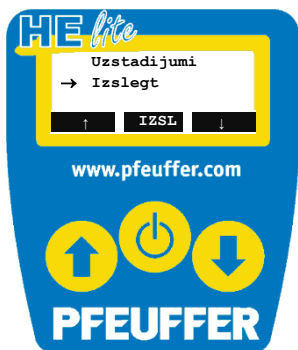 HE lite
Uzstadijumi
→ Izslegt
↑ IZSL ↓
www.pfeuffer.com
PFEUFFER